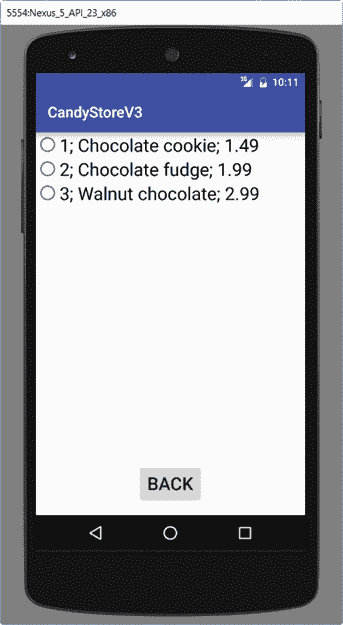 5554:Nexus_5_API_23_x86
3G 10:11
CandyStoreV3
1; Chocolate cookie; 1.49
2; Chocolate fudge; 1.99
3; Walnut chocolate; 2.99
BACK